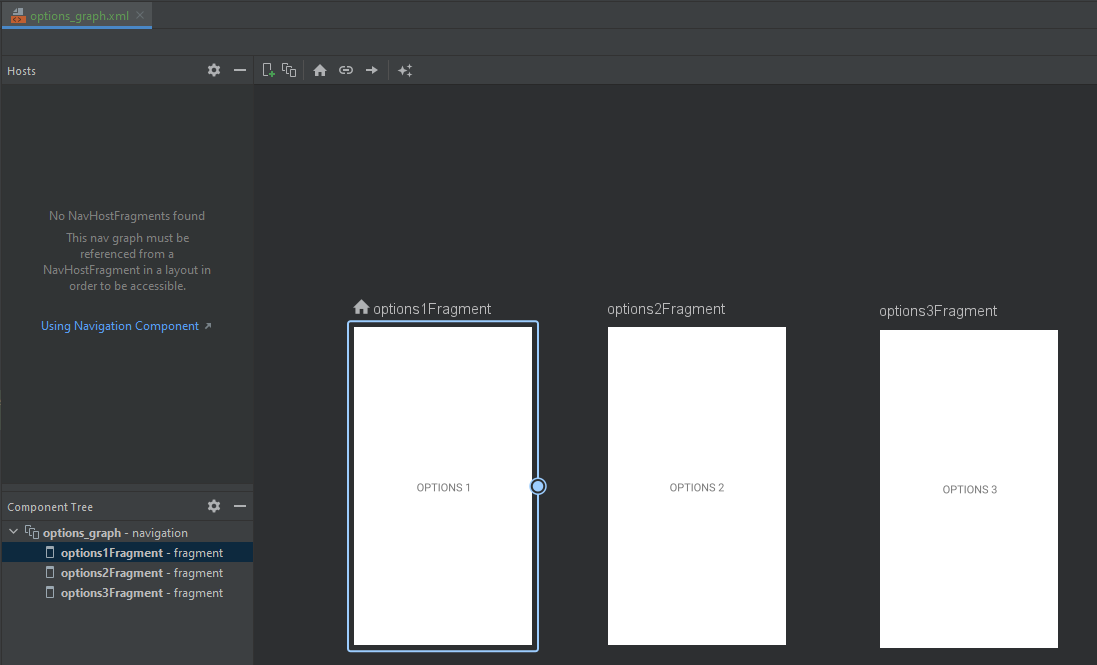 options_graph.xml
Hosts
No NavHostFragments found
This nav graph must be
referenced from a
NavHostFragment in a layout in
order to be accessible.
Using Navigation Component
options1Fragment
options2Fragment
options3Fragment
OPTIONS 1
OPTIONS 2
OPTIONS 3
Component Tree
options_graph - navigation
options1Fragment - fragment
options2Fragment - fragment
options3Fragment - fragment